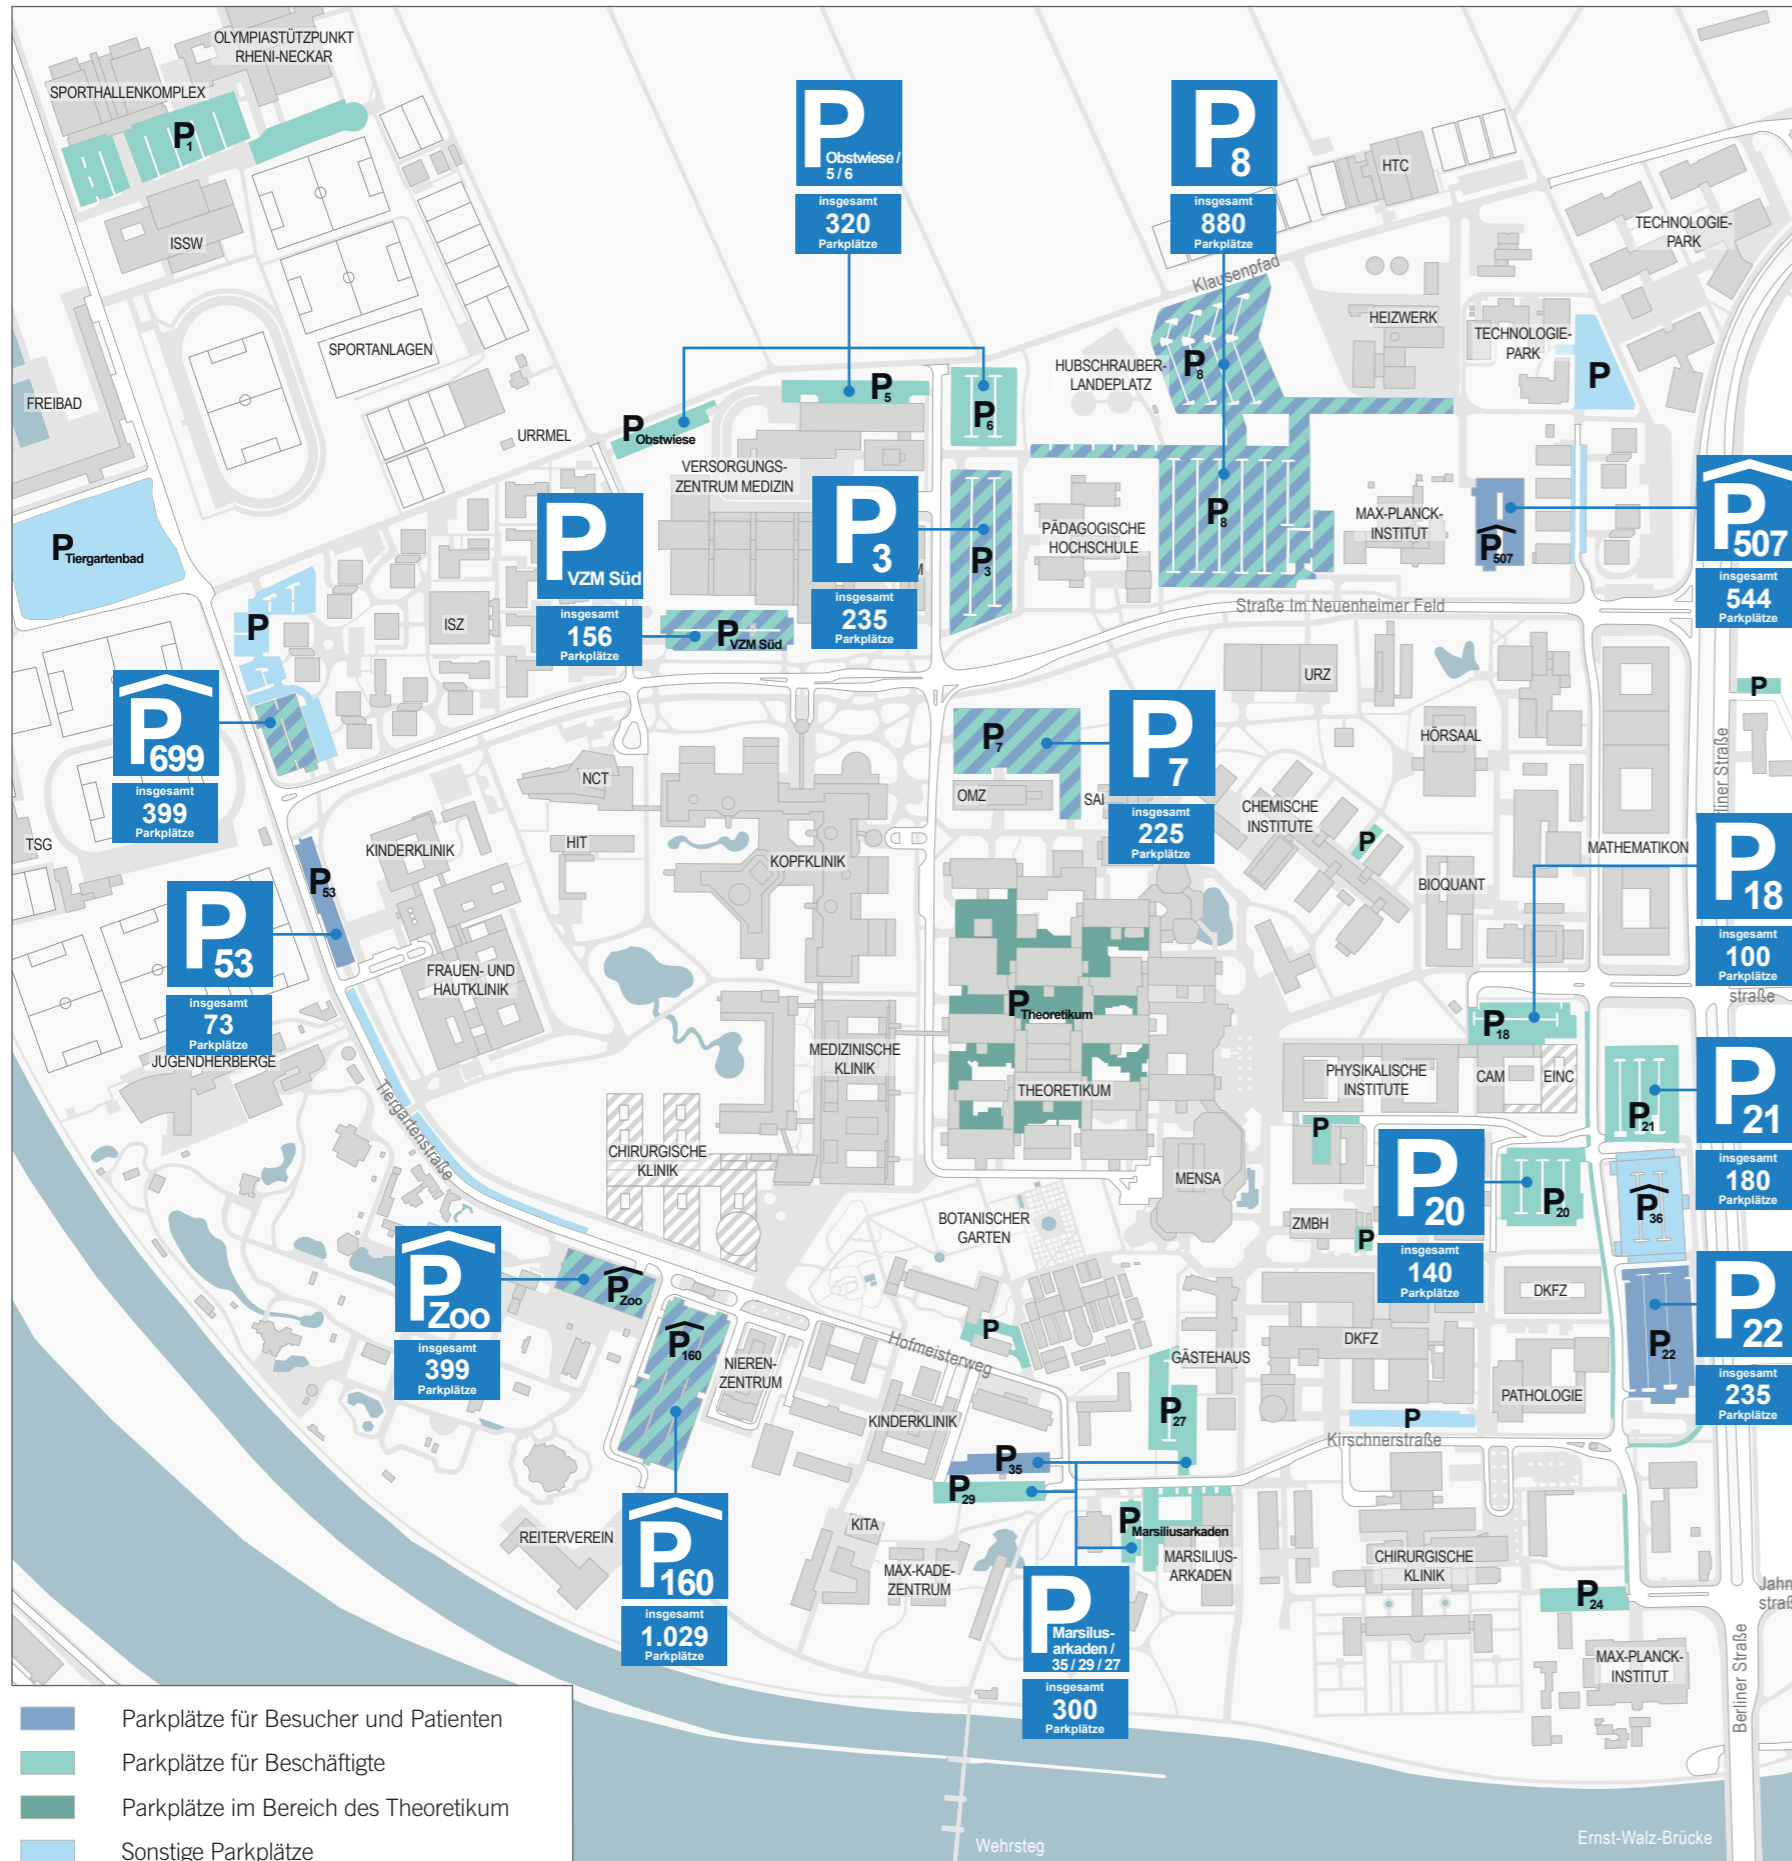 OLYMPIASTÜTZPUNKT
RHENI-NECKAR
SPORTHALLENKOMPLEX
P1
ISSW
P
Obstwiese /
5 / 6
insgesamt
320
Parkplätze
P8
insgesamt
880
Parkplätze
HTC
TECHNOLOGIE-
PARK
Klausenpfad
HEIZWERK
TECHNOLOGIE-
PARK
P
SPORTANLAGEN
FREIBAD
HUBSCHRAUBER-
LANDEPLATZ
P8
P5
P6
P Obstwiese
URRMEL
VERSORGUNGS-
ZENTRUM MEDIZIN
P Tiergartenbad
P
VZM Süd
insgesamt
156
Parkplätze
P3
insgesamt
235
Parkplätze
P3
PÄDAGOGISCHE
HOCHSCHULE
P8
MAX-PLANCK-
INSTITUT
P507
P507
insgesamt
544
Parkplätze
Straße Im Neuenheimer Feld
P
ISZ
P VZM Süd
P699
insgesamt
399
Parkplätze
URZ
P
HÖRSAAL
P7
P7
insgesamt
225
Parkplätze
NCT
OMZ
SAI
CHEMISCHE
INSTITUTE
P
TSG
KINDERKLINIK
HIT
KOPFKLINIK
MATHEMATIKON
BIOQUANT
P18
insgesamt
100
Parkplätze
P53
P53
insgesamt
73
Parkplätze
FRAUEN- UND
HAUTKLINIK
straße
P Theoretikum
P18
JUGENDHERBERGE
MEDIZINISCHE
KLINIK
THEORETIKUM
PHYSIKALISCHE
INSTITUTE
CAM
EINC
P21
P21
insgesamt
180
Parkplätze
Tiergartenstraße
CHIRURGISCHE
KLINIK
P
MENSA
P20
insgesamt
140
Parkplätze
P20
P36
BOTANISCHER
GARTEN
ZMBH
P
P Zoo
insgesamt
399
Parkplätze
P Zoo
DKFZ
P22
insgesamt
235
Parkplätze
P22
P160
NIEREN-
ZENTRUM
Hofmeisterweg
P
GÄSTEHAUS
DKFZ
PATHOLOGIE
KINDERKLINIK
P27
P
Kirschnerstraße
P35
P29
REITERVEREIN
P160
insgesamt
1.029
Parkplätze
KITA
MAX-KADE-
ZENTRUM
P Marsiliusarkaden
MARSILIUS-
ARKADEN
CHIRURGISCHE
KLINIK
P
Marsilus-
arkaden /
35 / 29 / 27
insgesamt
300
Parkplätze
P24
Jahn
straß
MAX-PLANCK-
INSTITUT
Berliner Straße
Parkplätze für Besucher und Patienten
Parkplätze für Beschäftigte
Parkplätze im Bereich des Theoretikum
Sonstige Parkplätze
Wehrsteg
Ernst-Walz-Brücke